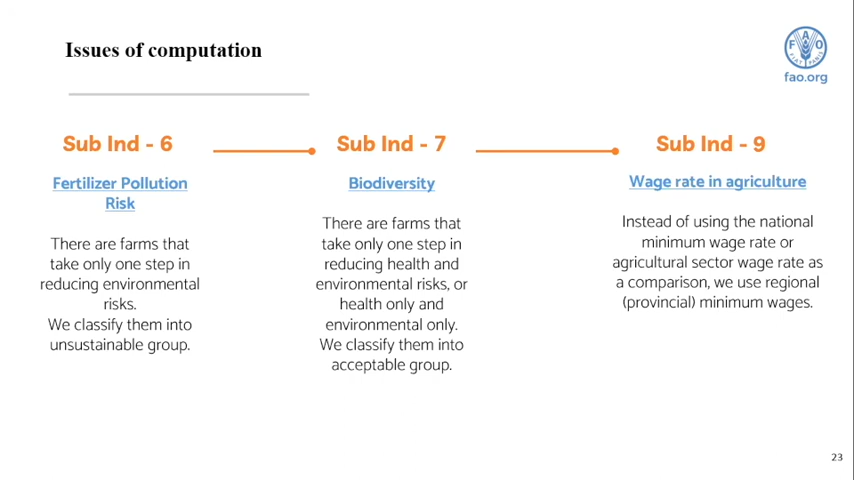 Issues of computation
F A O
FIAT PANIS
fao.org
Sub Ind - 6
Fertilizer Pollution
Risk
There are farms that
take only one step in
reducing environmental
risks.
We classify them into
unsustainable group.
Sub Ind - 7
Biodiversity
There are farms that
take only one step in
reducing health and
environmental risks, or
health only and
environmental only.
We classify them into
acceptable group.
Sub Ind - 9
Wage rate in agriculture
Instead of using the national
minimum wage rate or
agricultural sector wage rate as
a comparison, we use regional
(provincial) minimum wages.
23